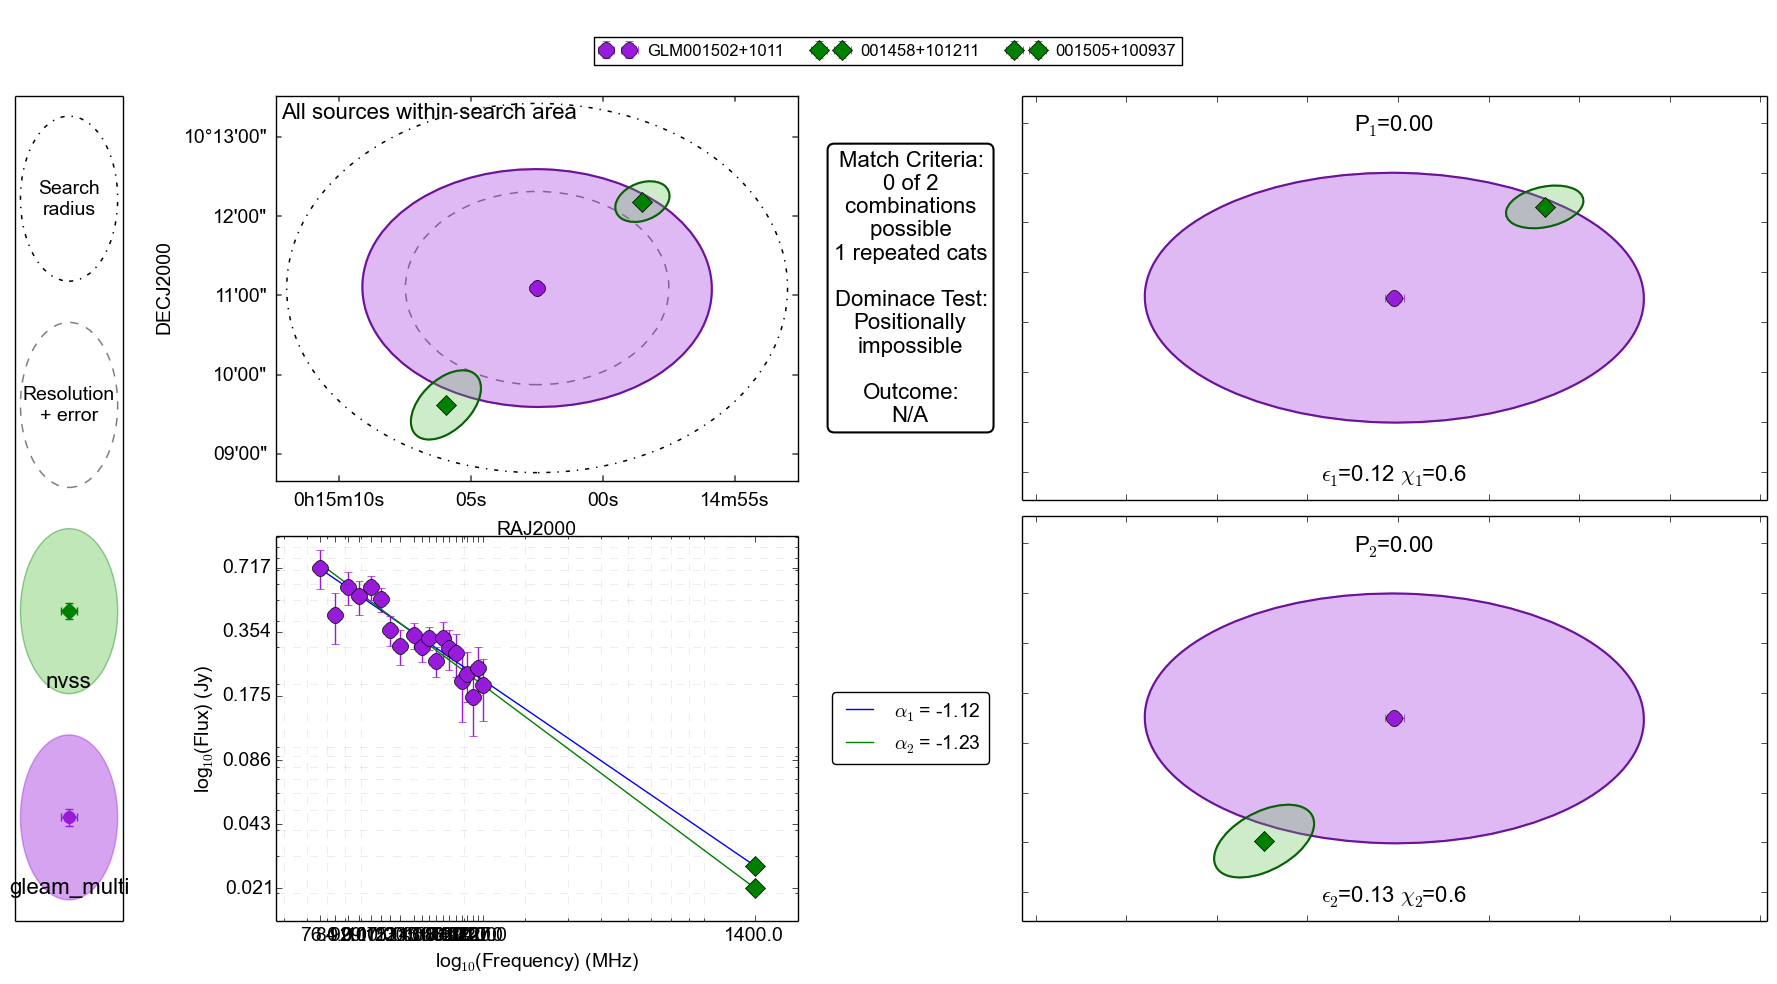 GLM001502+1011 001458+101211 001505+100937
Search
radius
Resolution
+ error
nvss
gleam_multi
All sources within search area
10°13'00"
12'00"
11'00"
10'00"
09'00"
DECJ2000
0h15m10s 05s 00s 14m55s
RAJ2000
Match Criteria:
0 of 2
combinations
possible
1 repeated cats
Dominace Test:
Positionally
impossible
Outcome:
N/A
P₁=0.00
ϵ₁=0.12 χ₁=0.6
P₂=0.00
ϵ₂=0.13 χ₂=0.6
0.717
0.354
0.175
0.086
0.043
0.021
log₁₀(Flux) (Jy)
1400.0
log₁₀(Frequency) (MHz)
α₁ = -1.12
α₂ = -1.23